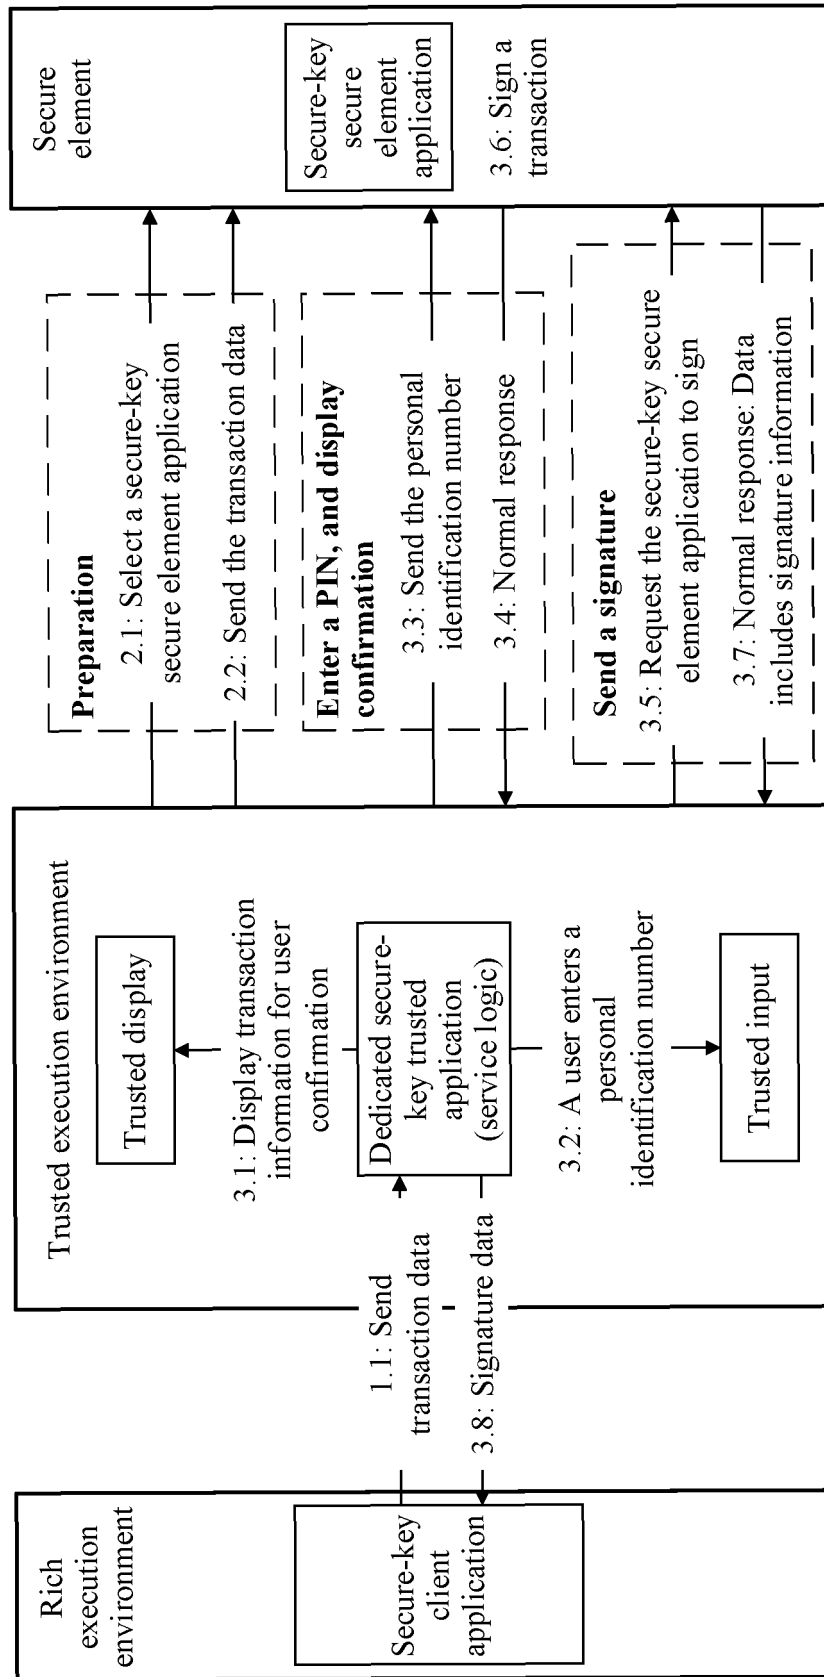 Rich
execution
environment
Secure-key
client
application
1.1: Send
transaction data
3.8: Signature data
Trusted execution environment
Trusted display
3.1: Display transaction
information for user
confirmation
Dedicated secure-
key trusted
application
(service logic)
3.2: A user enters a
personal
identification number
Trusted input
Preparation
2.1: Select a secure-key
secure element application
2.2: Send the transaction data
Enter a PIN, and display
confirmation
3.3: Send the personal
identification number
3.4: Normal response
Send a signature
3.5: Request the secure-key secure
element application to sign
3.7: Normal response: Data
includes signature information
Secure
element
Secure-key
secure
element
application
3.6: Sign a
transaction